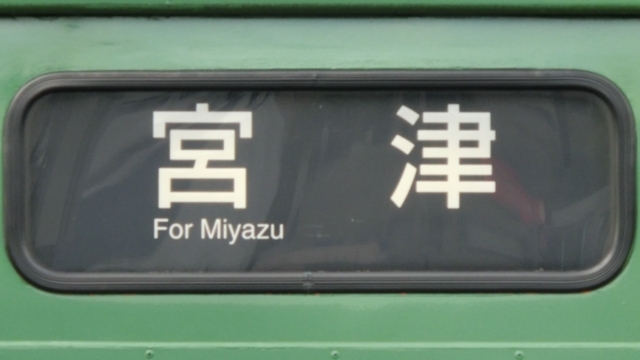 宮津
For Miyazu